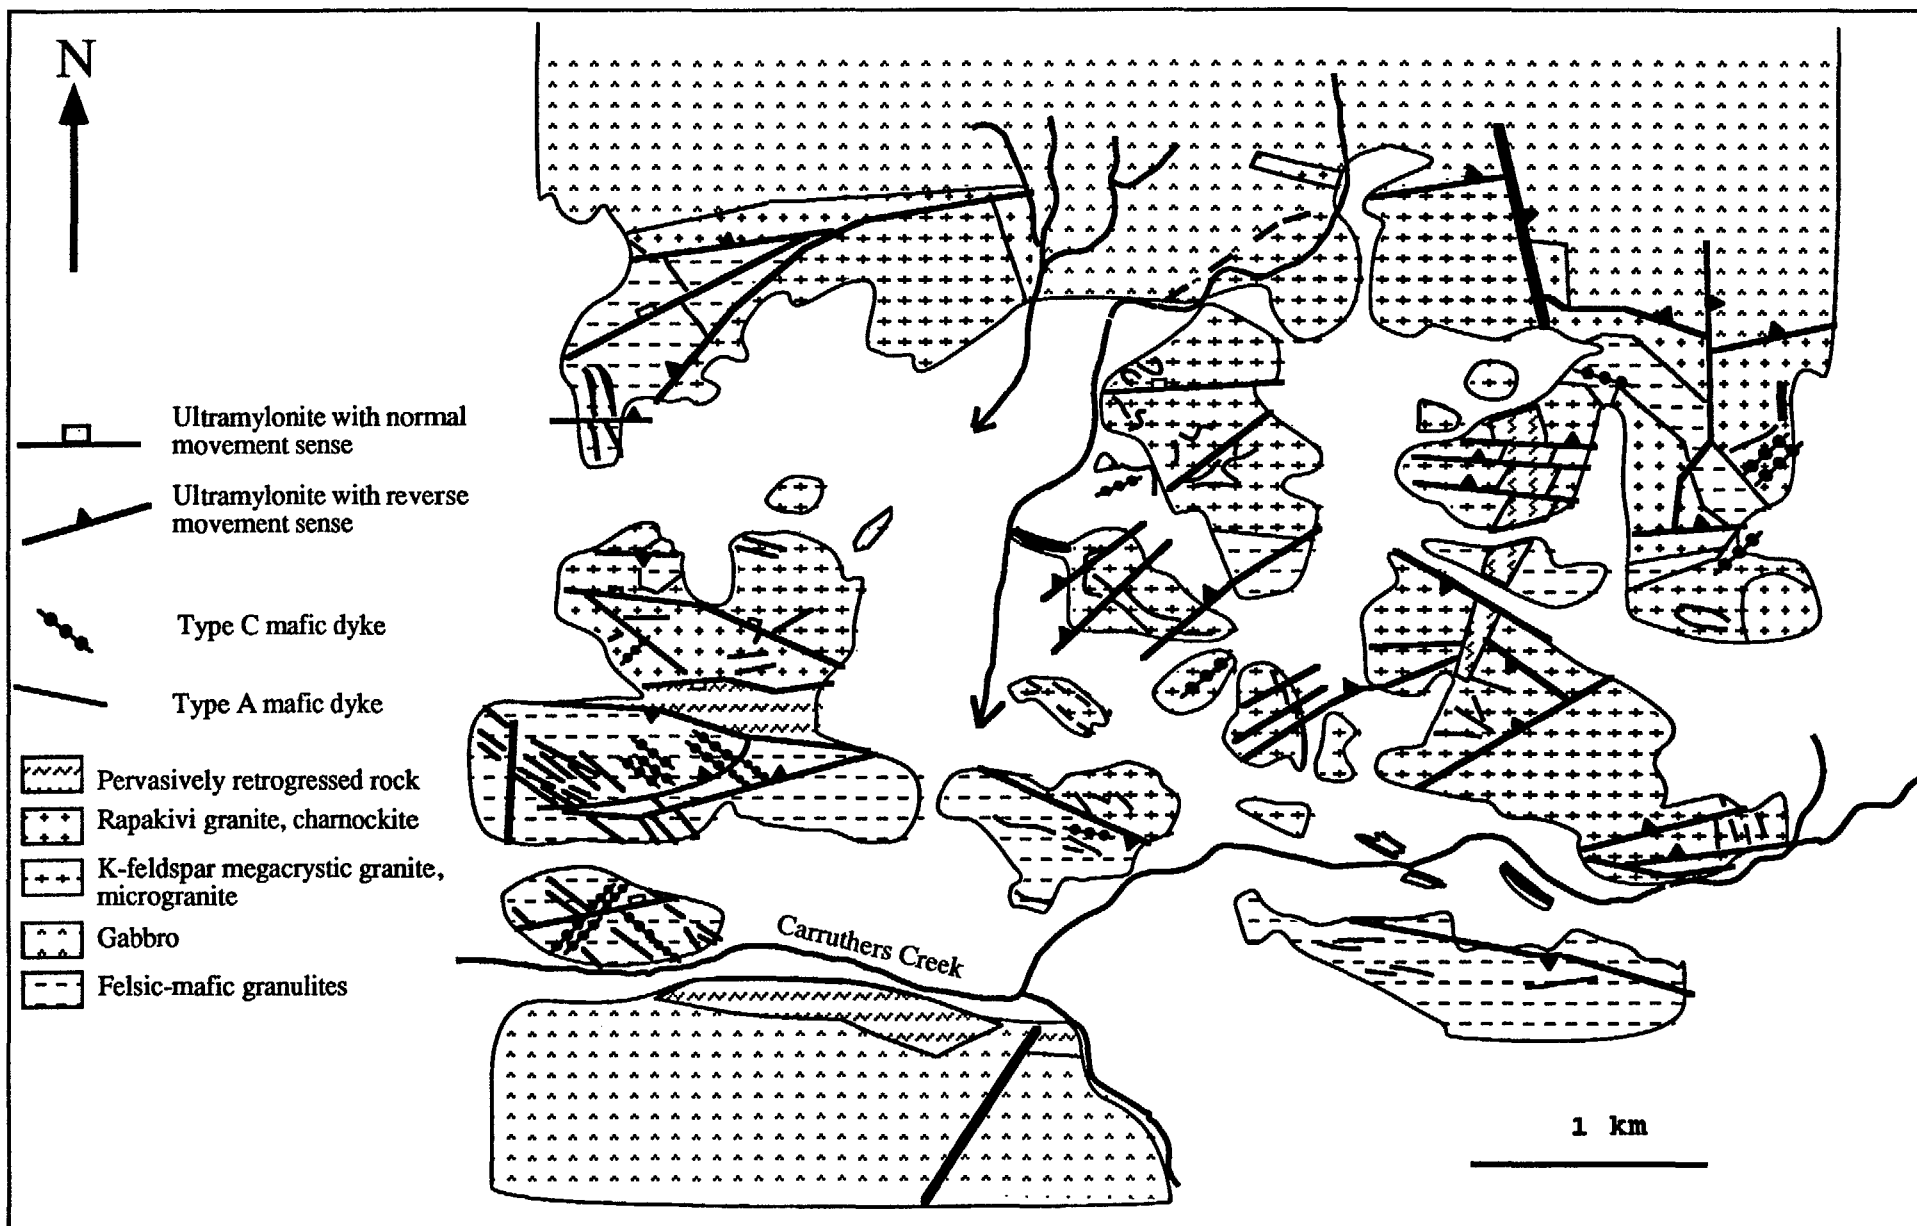 N
Ultramylonite with normal
movement sense
Ultramylonite with reverse
movement sense
Type C mafic dyke
Type A mafic dyke
Pervasively retrogressed rock
Rapakivi granite, charnockite
K-feldspar megacrystic granite,
microgranite
Gabbro
Felsic-mafic granulites
Carruthers Creek
1 km